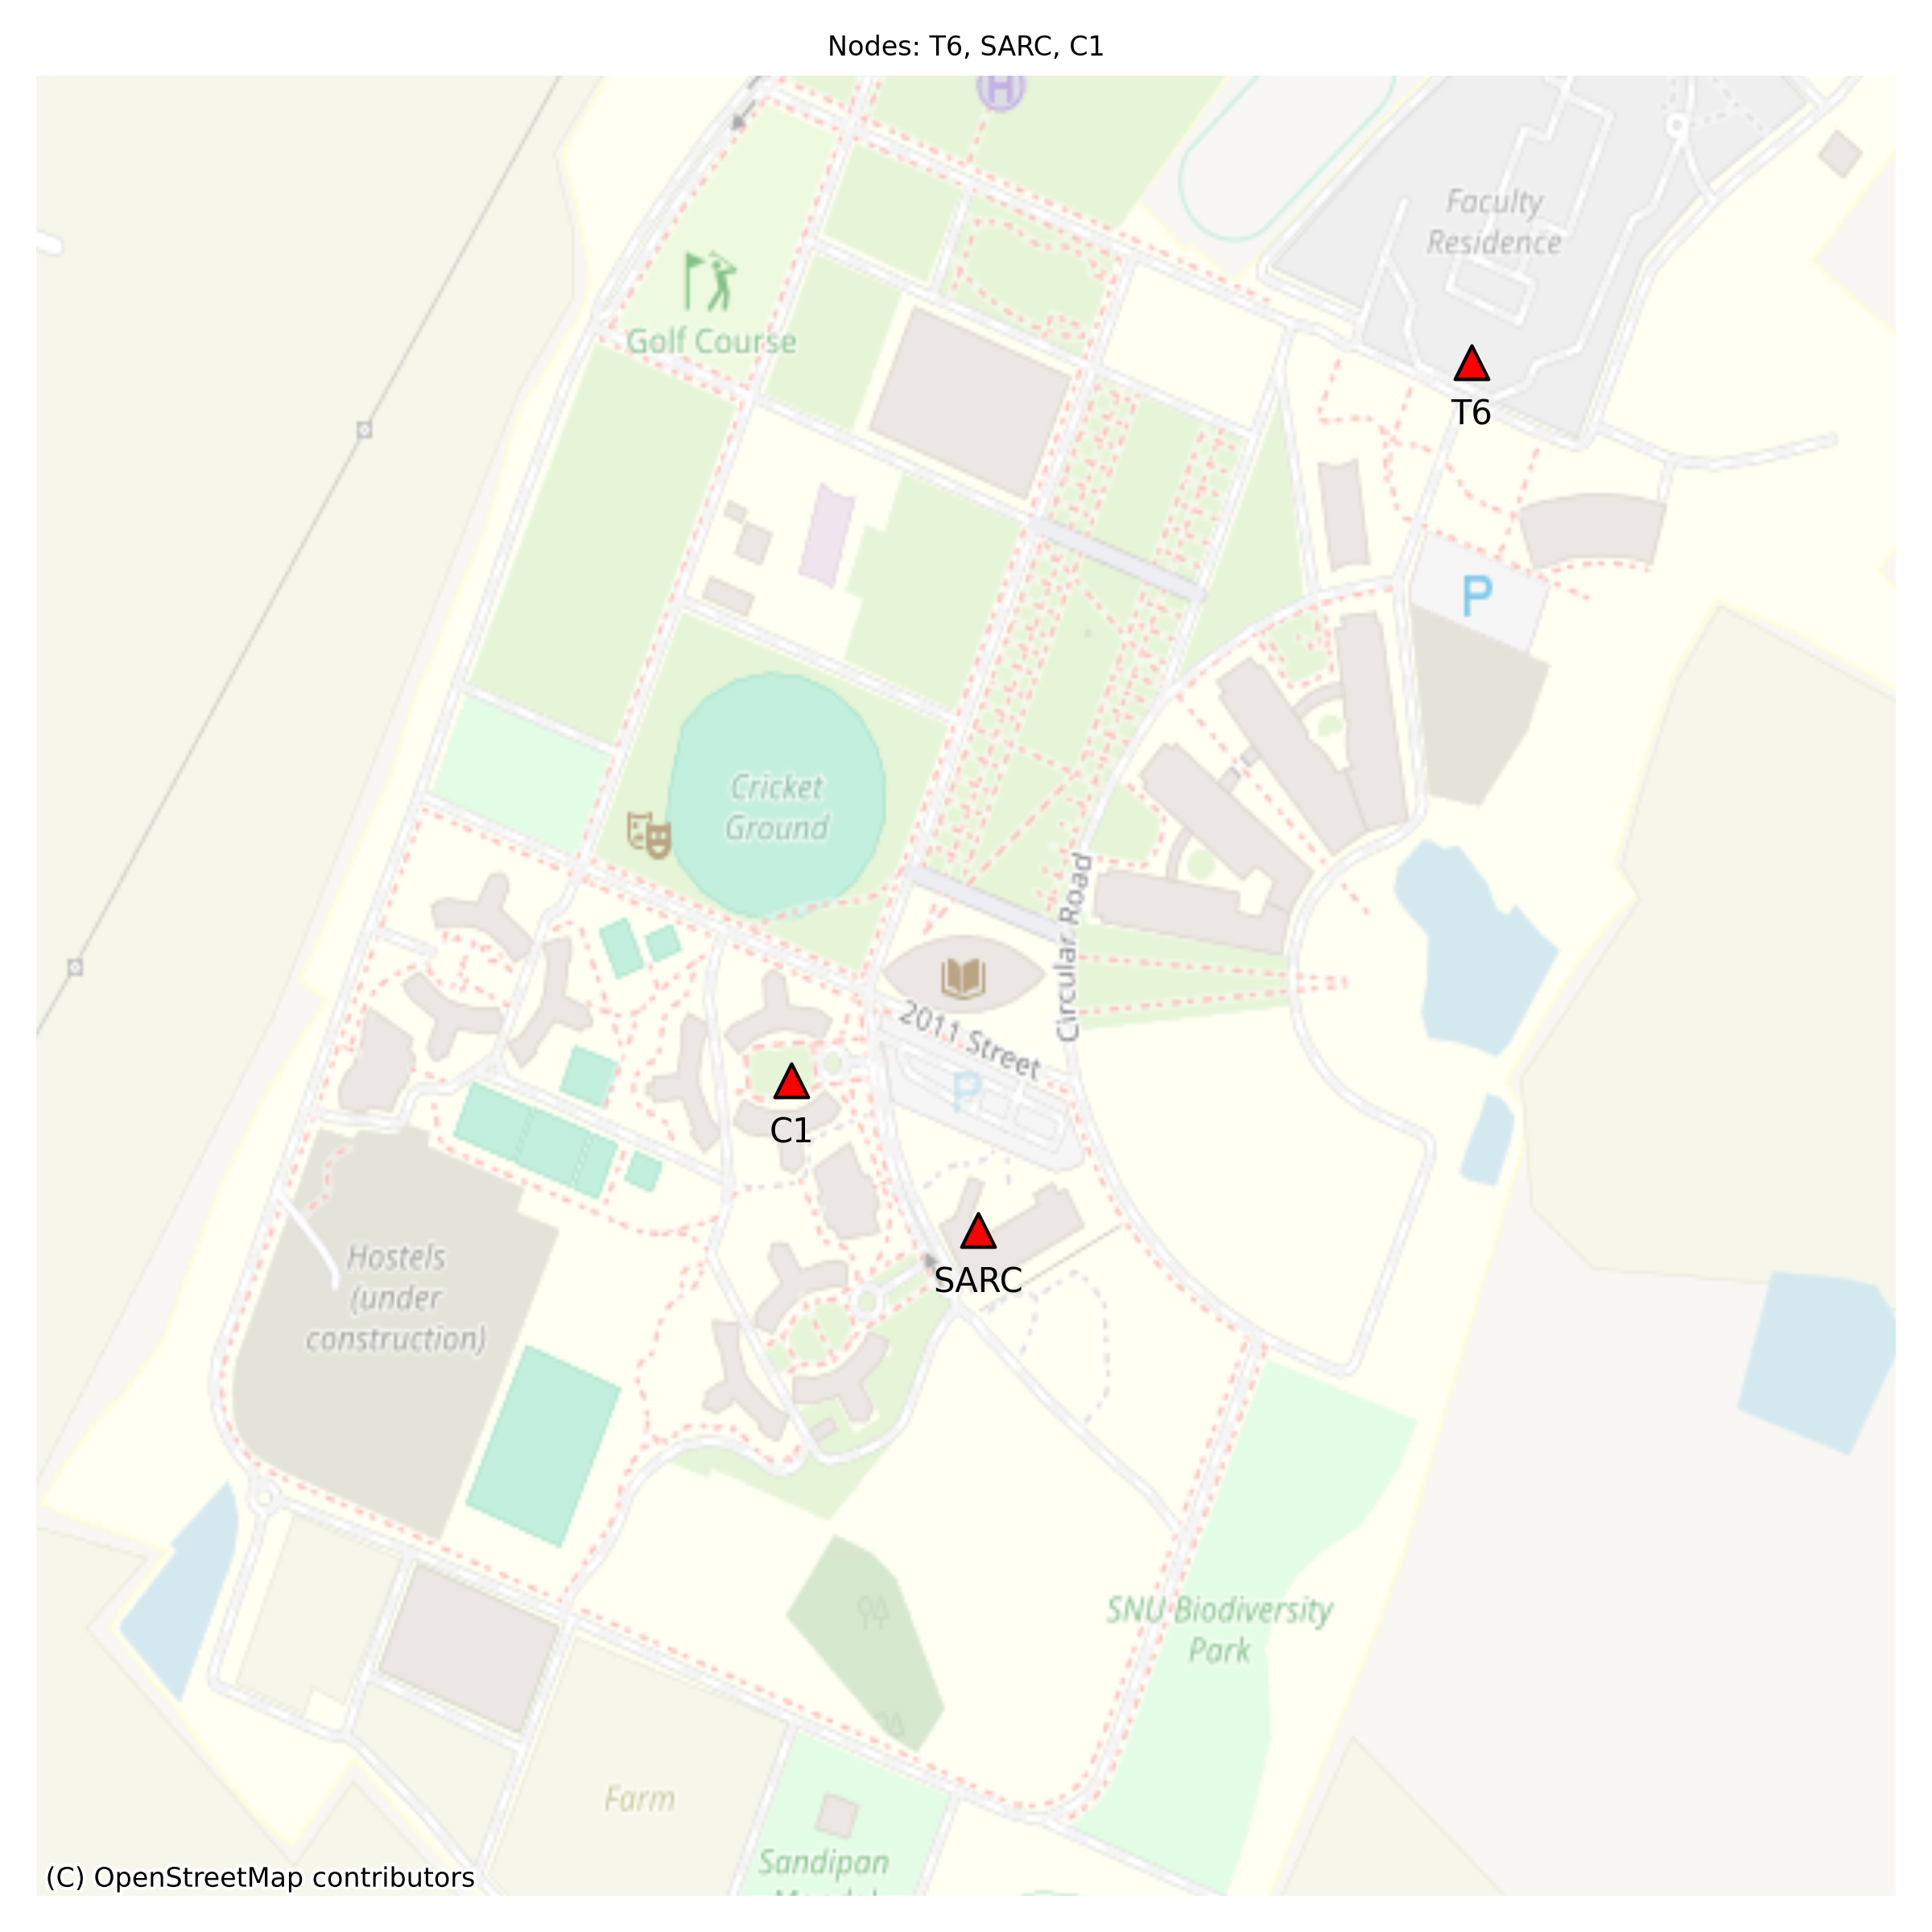 Nodes: T6, SARC, C1
H
Faculty
Residence
Golf Course
T6
P
Cricket
Ground
Circular Road
2011 Street
P
C1
SARC
Hostels
(under
construction)
SNU Biodiversity
Park
Farm
Sandipan
(C) OpenStreetMap contributors